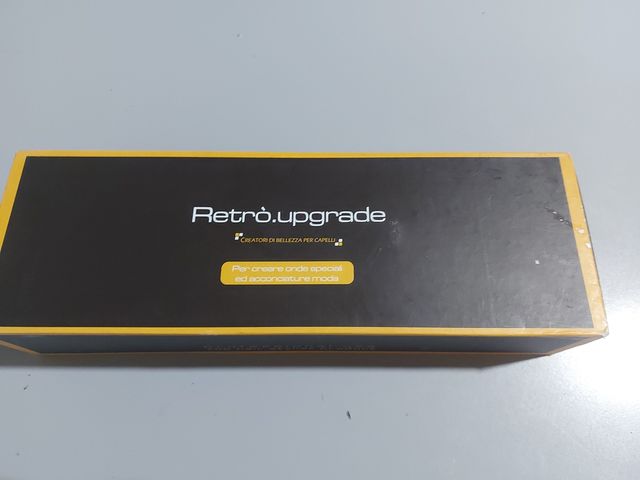 Retrò.upgrade
CREATORI DI BELLEZZA PER CAPELLI
Per creare onde speciali
ed acconciature moda